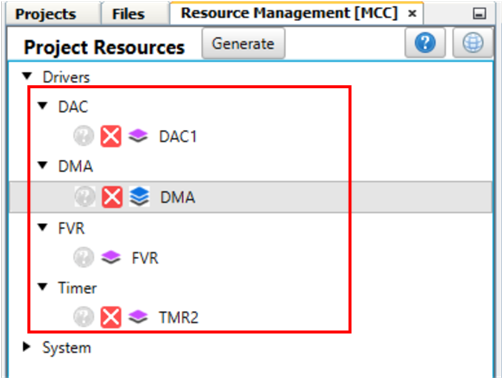 Projects Files Resource Management [MCC] ×
Project Resources Generate ?
Drivers
DAC
? DAC1
DMA
? DMA
FVR
? FVR
Timer
? TMR2
System